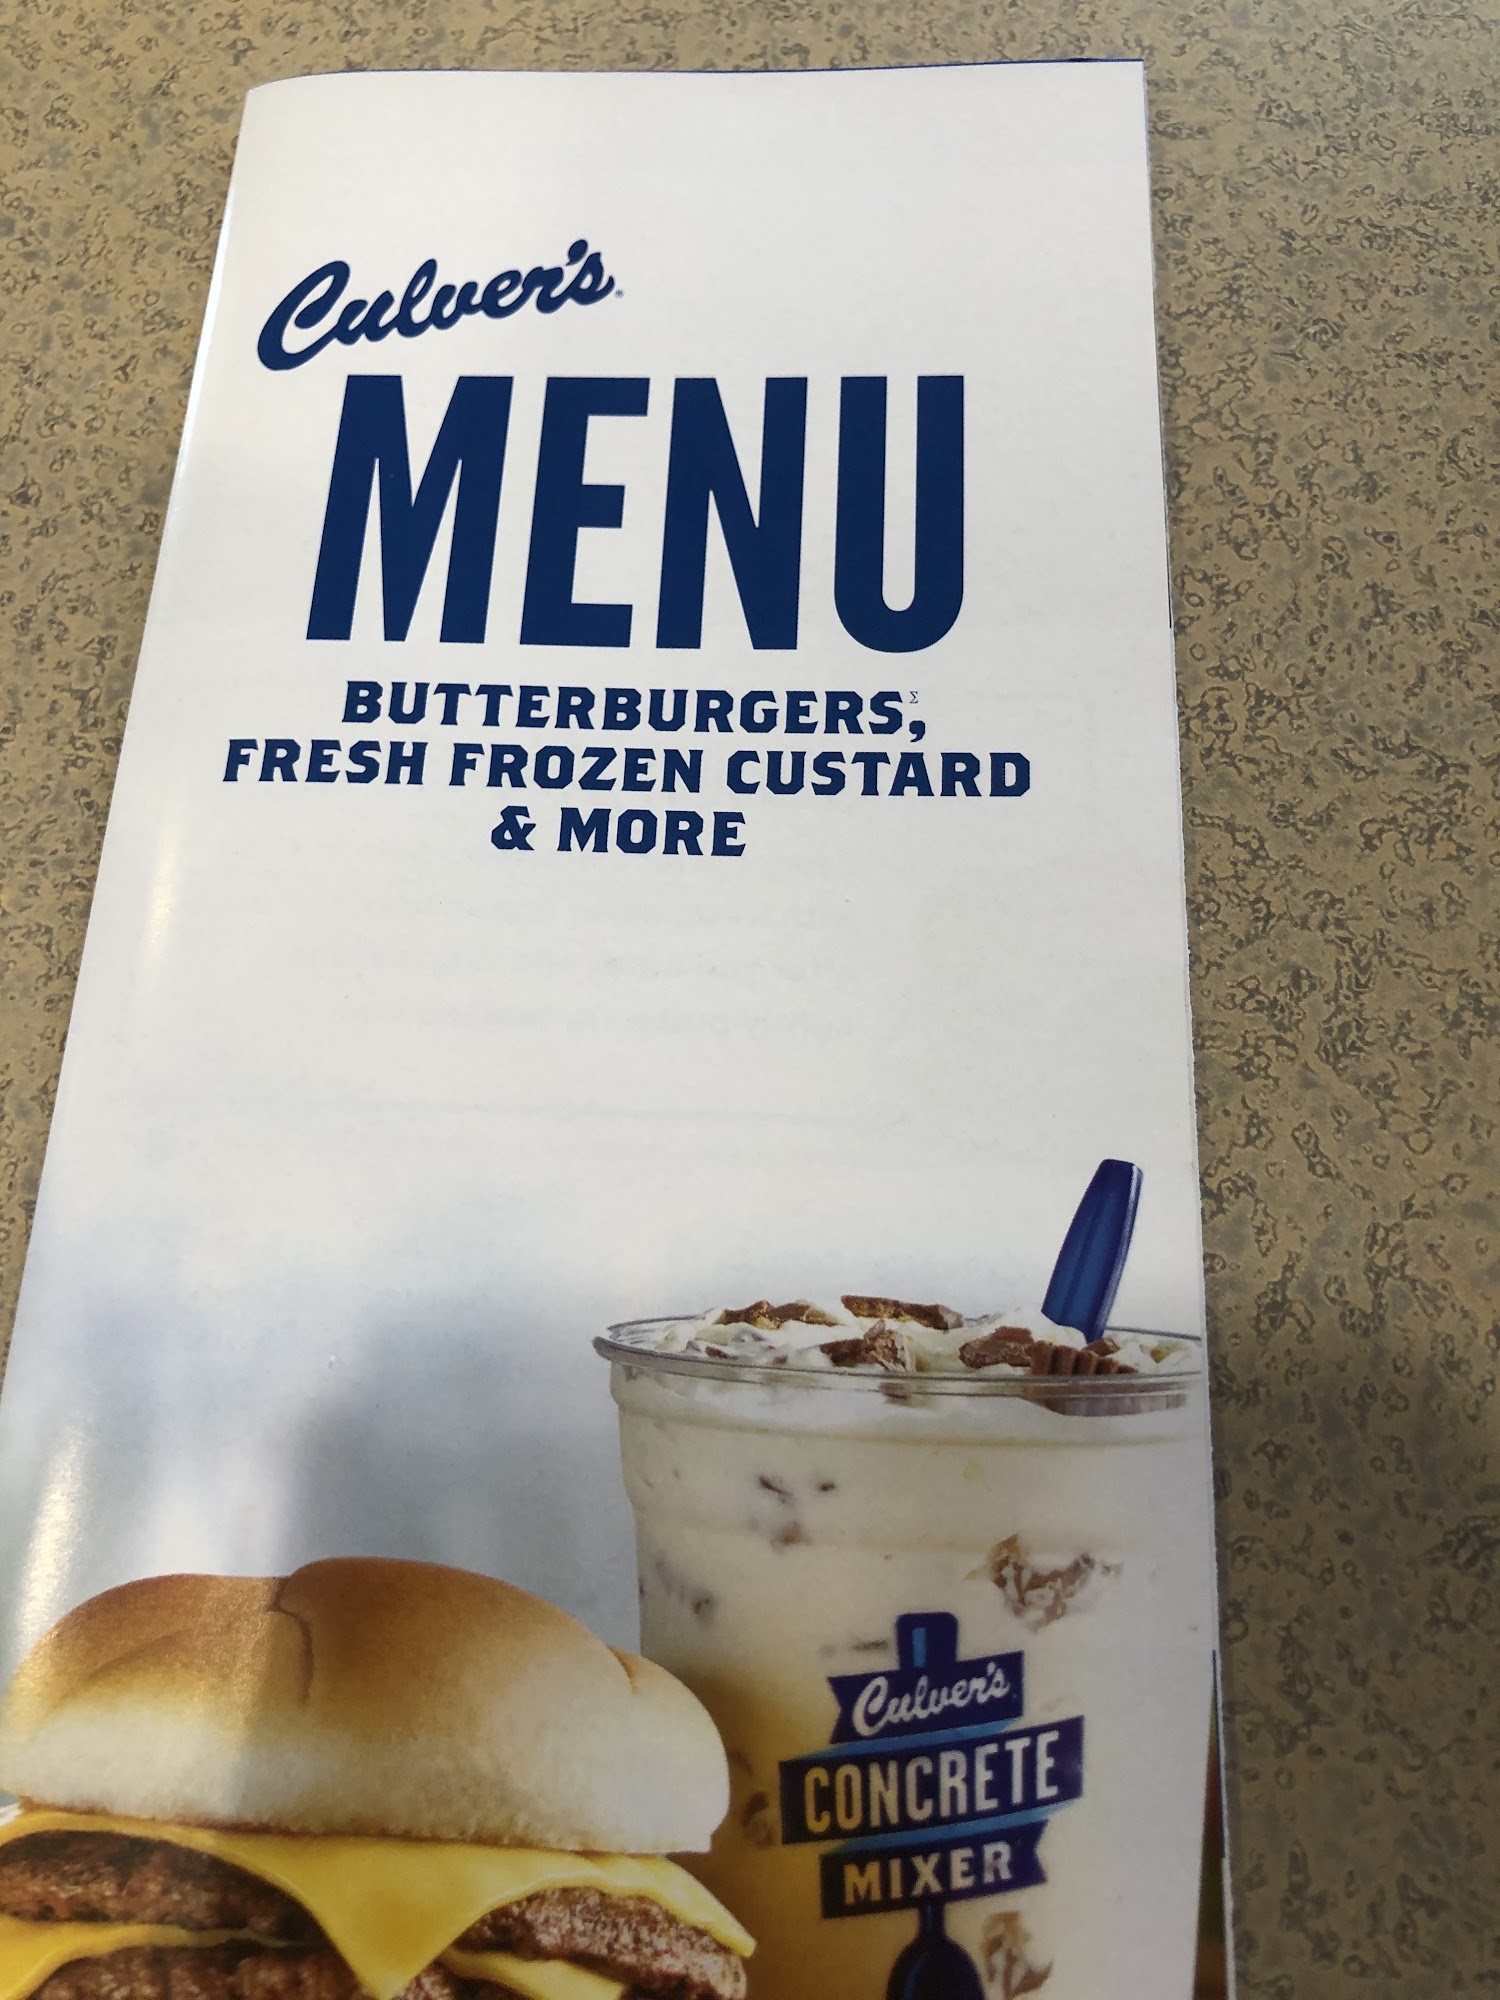 Culver's
MENU
BUTTERBURGERS,Σ
FRESH FROZEN CUSTARD
& MORE
Culver's
CONCRETE
MIXER